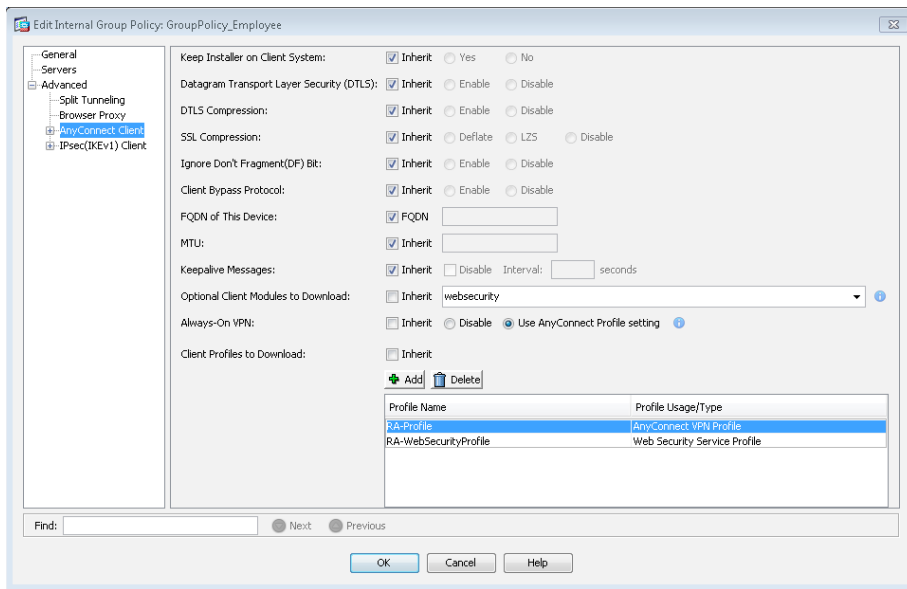 Edit Internal Group Policy: GroupPolicy_Employee
General
Servers
Advanced
Split Tunneling
Browser Proxy
AnyConnect Client
IPsec(IKEv1) Client
Keep Installer on Client System: Inherit Yes No
Datagram Transport Layer Security (DTLS): Inherit Enable Disable
DTLS Compression: Inherit Enable Disable
SSL Compression: Inherit Deflate LZS Disable
Ignore Don't Fragment(DF) Bit: Inherit Enable Disable
Client Bypass Protocol: Inherit Enable Disable
FQDN of This Device: FQDN
MTU: Inherit
Keepalive Messages: Inherit Disable Interval: seconds
Optional Client Modules to Download: Inherit websecurity
Always-On VPN: Inherit Disable Use AnyConnect Profile setting
Client Profiles to Download: Inherit
Add Delete
Profile Name Profile Usage/Type
RA-Profile AnyConnect VPN Profile
RA-WebSecurityProfile Web Security Service Profile
Find: Next Previous
OK Cancel Help